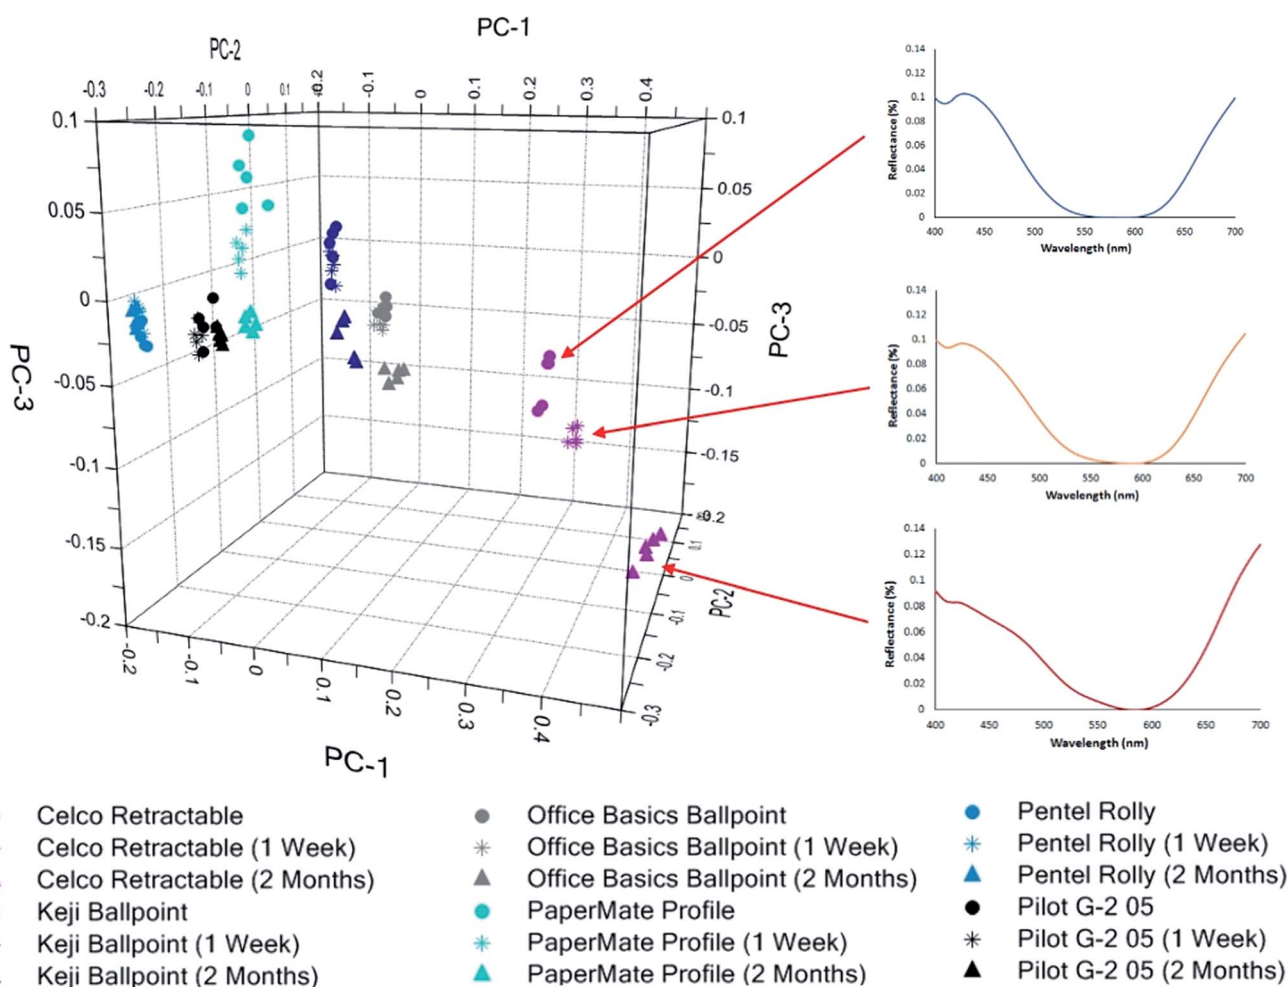 PC-1
PC-2
-0.3 -0.2 -0.1 0 0.1 -0.2 -0.1 0 0.1 0.2 0.3 0.4
0.1
0.05
0
-0.05
-0.1
-0.15
-0.2
PC-3
0.1
0.05
0
-0.05
-0.1
-0.15
-0.2
PC-3
0.1
0
-0.1
-0.2
-0.3
PC-2
-0.2 -0.1 0 0.1 0.2 0.3 0.4
PC-1
0.14
0.12
0.1
0.08
0.06
0.04
0.02
0
Reflectance (%)
400 450 500 550 600 650 700
Wavelength (nm)
0.14
0.12
0.1
0.08
0.06
0.04
0.02
0
Reflectance (%)
400 450 500 550 600 650 700
Wavelength (nm)
0.14
0.12
0.1
0.08
0.06
0.04
0.02
0
Reflectance (%)
400 450 500 550 600 650 700
Wavelength (nm)
Celco Retractable
Celco Retractable (1 Week)
Celco Retractable (2 Months)
Keji Ballpoint
Keji Ballpoint (1 Week)
Keji Ballpoint (2 Months)
Office Basics Ballpoint
Office Basics Ballpoint (1 Week)
Office Basics Ballpoint (2 Months)
PaperMate Profile
PaperMate Profile (1 Week)
PaperMate Profile (2 Months)
Pentel Rolly
Pentel Rolly (1 Week)
Pentel Rolly (2 Months)
Pilot G-2 05
Pilot G-2 05 (1 Week)
Pilot G-2 05 (2 Months)